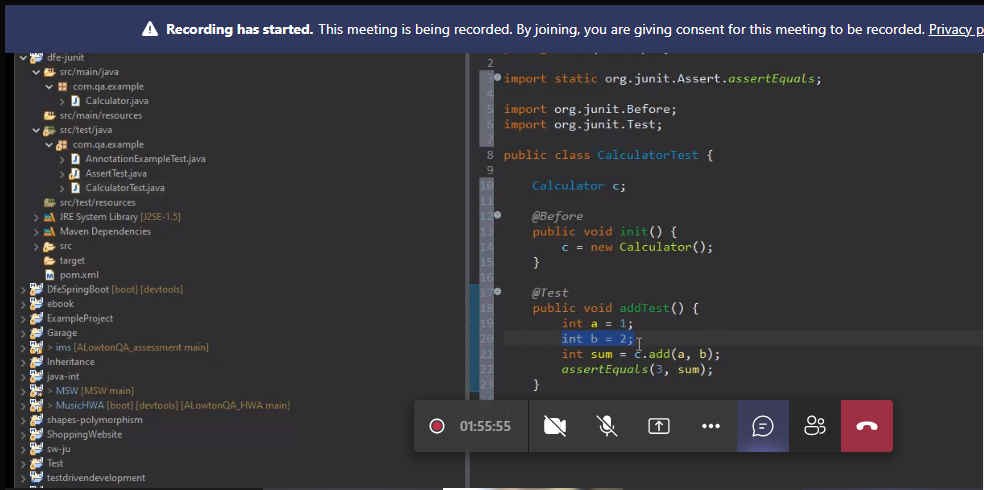 Recording has started. This meeting is being recorded. By joining, you are giving consent for this meeting to be recorded. Privacy p
dfe-junit
src/main/java
com.qa.example
Calculator.java
src/main/resources
src/test/java
com.qa.example
AnnotationExampleTest.java
AssertTest.java
CalculatorTest.java
src/test/resources
JRE System Library [J2SE-1.5]
Maven Dependencies
src
target
pom.xml
DfeSpringBoot [boot] [devtools]
ebook
ExampleProject
Garage
> ims [ALowtonQA_assessment main]
Inheritance
java-int
> MSW [MSW main]
> MusicHWA [boot] [devtools] [ALowtonQA_HWA main]
shapes-polymorphism
ShoppingWebsite
sw-ju
Test
testdrivendevelopment
2
3 import static org.junit.Assert.assertEquals;
4
5 import org.junit.Before;
6 import org.junit.Test;
7
8 public class CalculatorTest {
9
10 Calculator c;
11
12 @Before
13 public void init() {
14 c = new Calculator();
15 }
16
17 @Test
18 public void addTest() {
19 int a = 1;
20 int b = 2;
21 int sum = c.add(a, b);
22 assertEquals(3, sum);
23 }
01:55:55